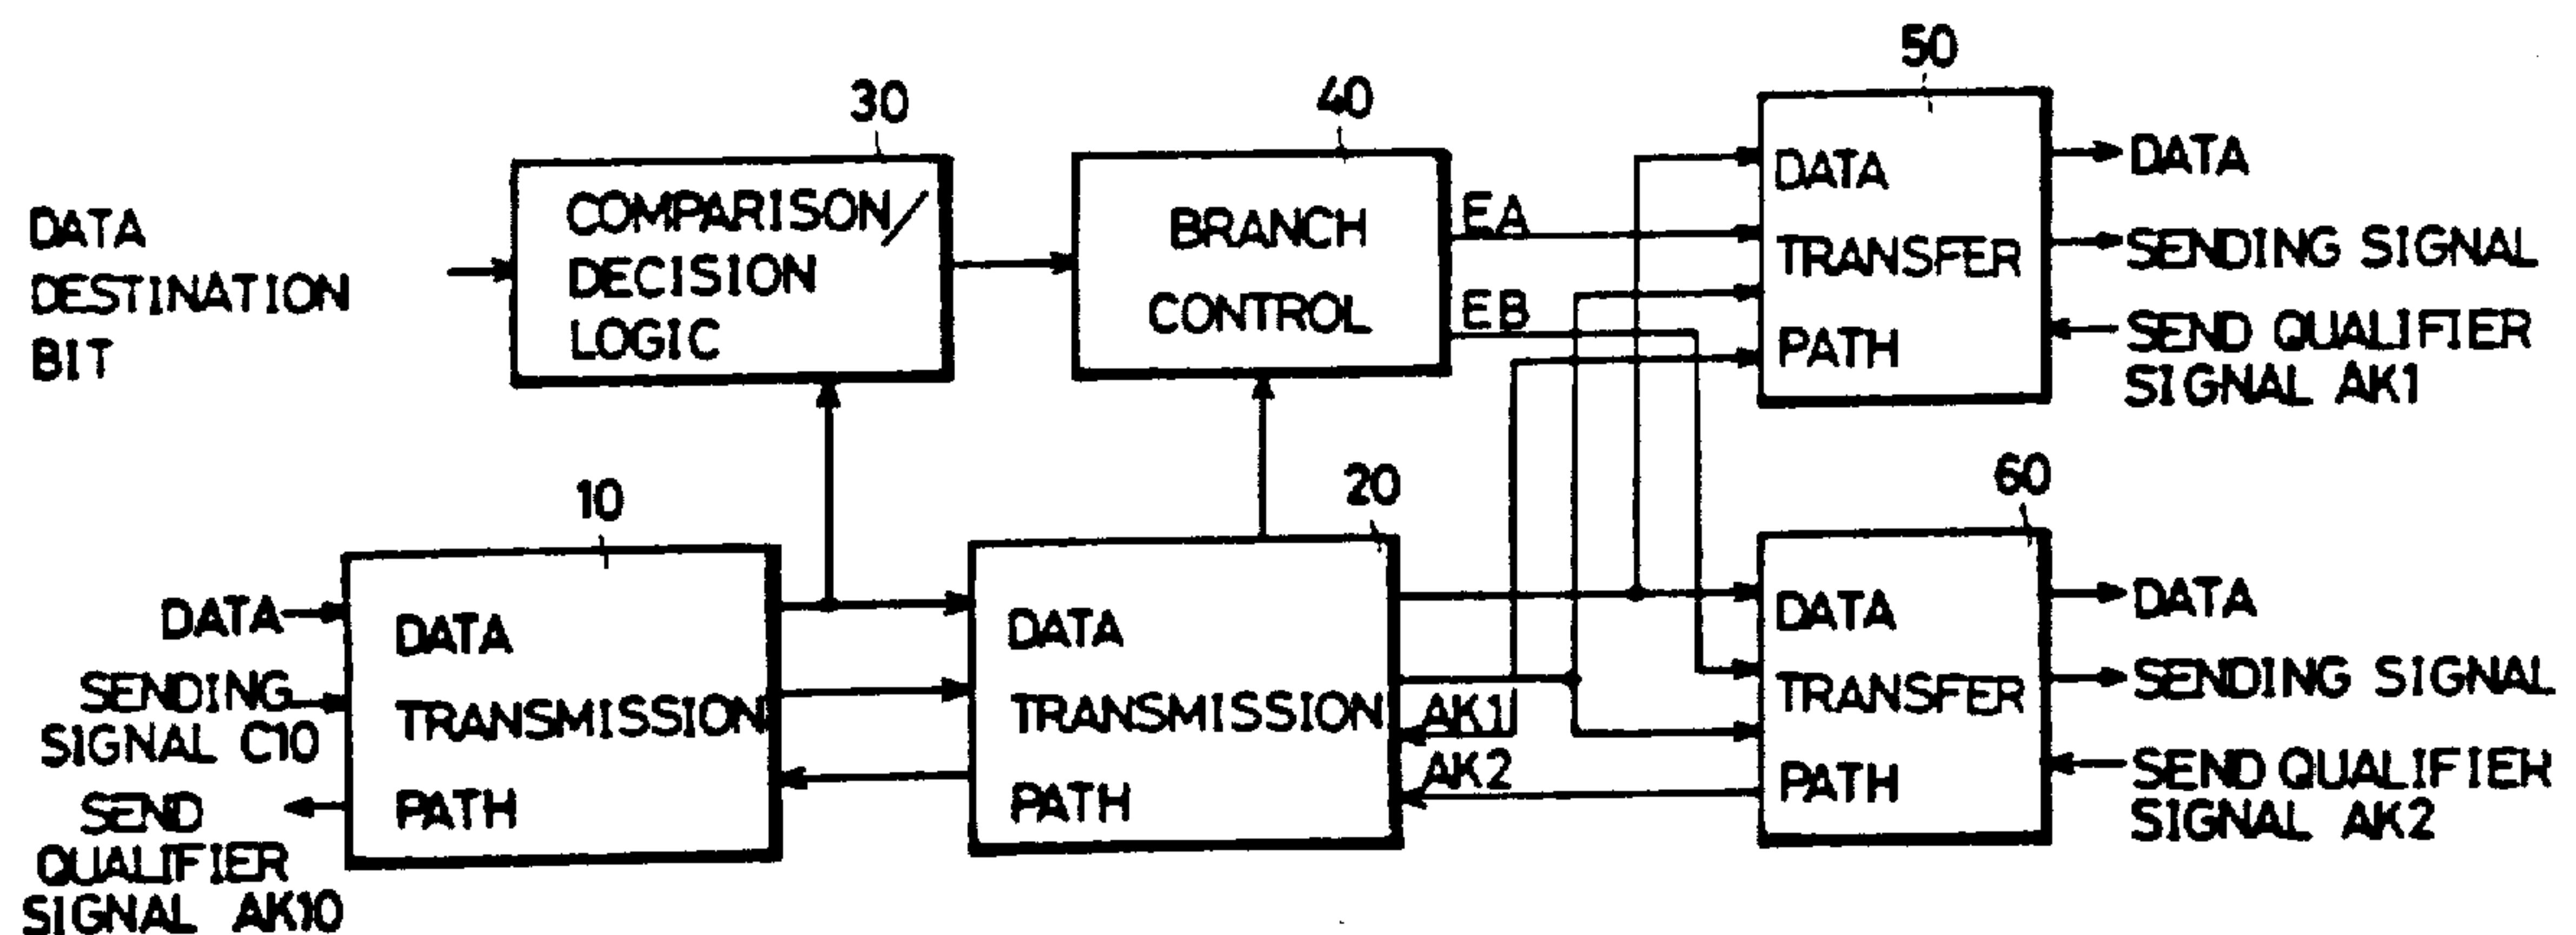 50
30
40
DATA
DESTINATION
BIT
COMPARISON/
DECISION
LOGIC
BRANCH
CONTROL
EA
EB
DATA
TRANSFER
PATH
DATA
SENDING SIGNAL
SEND QUALIFIER
SIGNAL AK1
10
20
60
DATA
SENDING
SIGNAL C10
SEND
QUALIFIER
SIGNAL AK10
DATA
TRANSMISSION
PATH
DATA
TRANSMISSION
PATH
AK1
AK2
DATA
TRANSFER
PATH
DATA
SENDING SIGNAL
SEND QUALIFIER
SIGNAL AK2